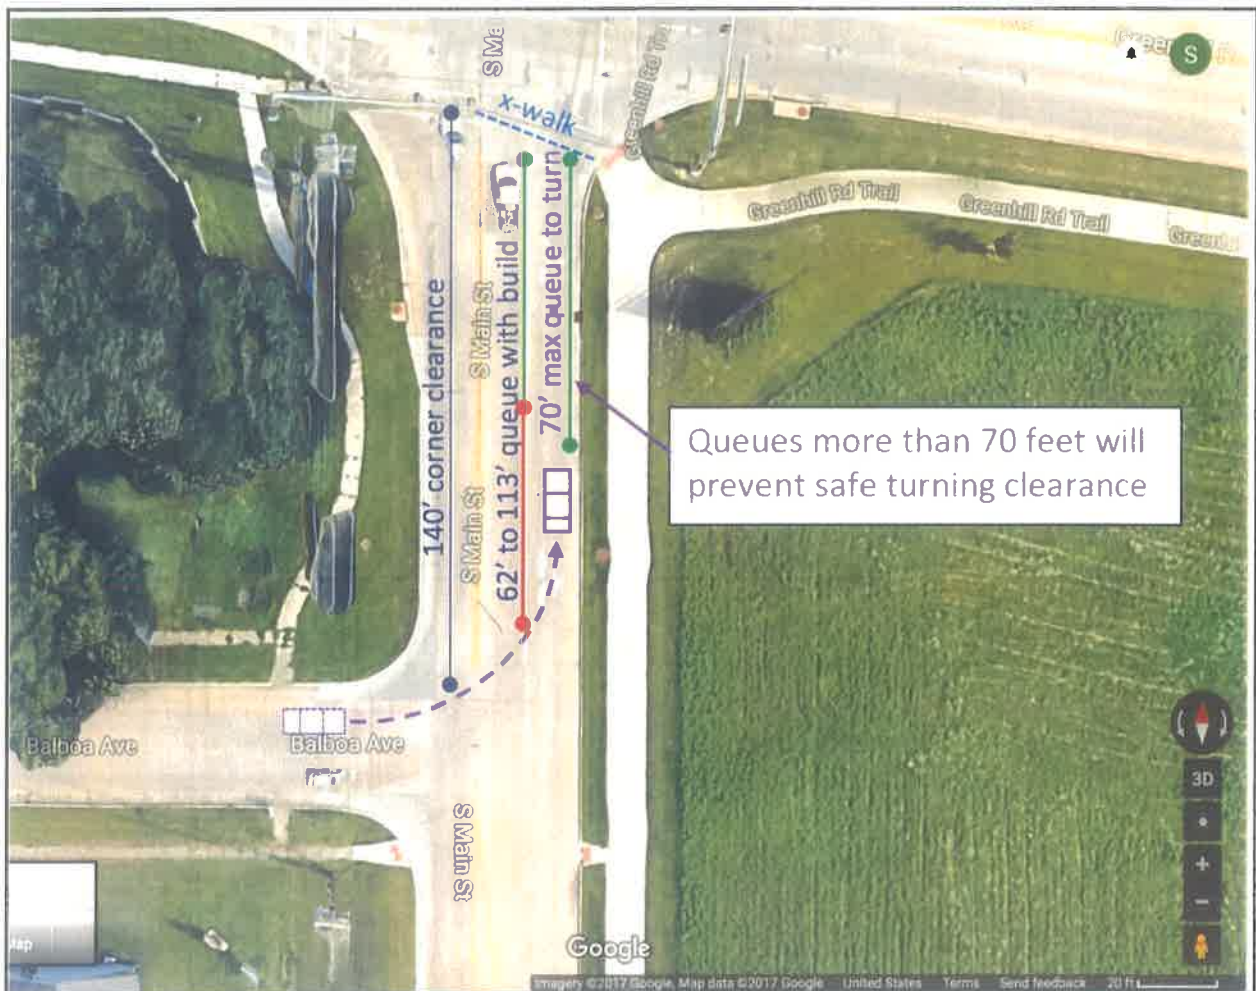 S Ma
x-walk
Greenhill Rd
Greenhill Rd Trail
Greenhill Rd Trail
S
140' corner clearance
S Main St
S Main St
62' to 113' queue with build
70' max queue to turn
Queues more than 70 feet will
prevent safe turning clearance
Balboa Ave
Balboa Ave
S Main St
3D
Google
Imagery ©2017 Google, Map data ©2017 Google United States Terms Send feedback 20 ft